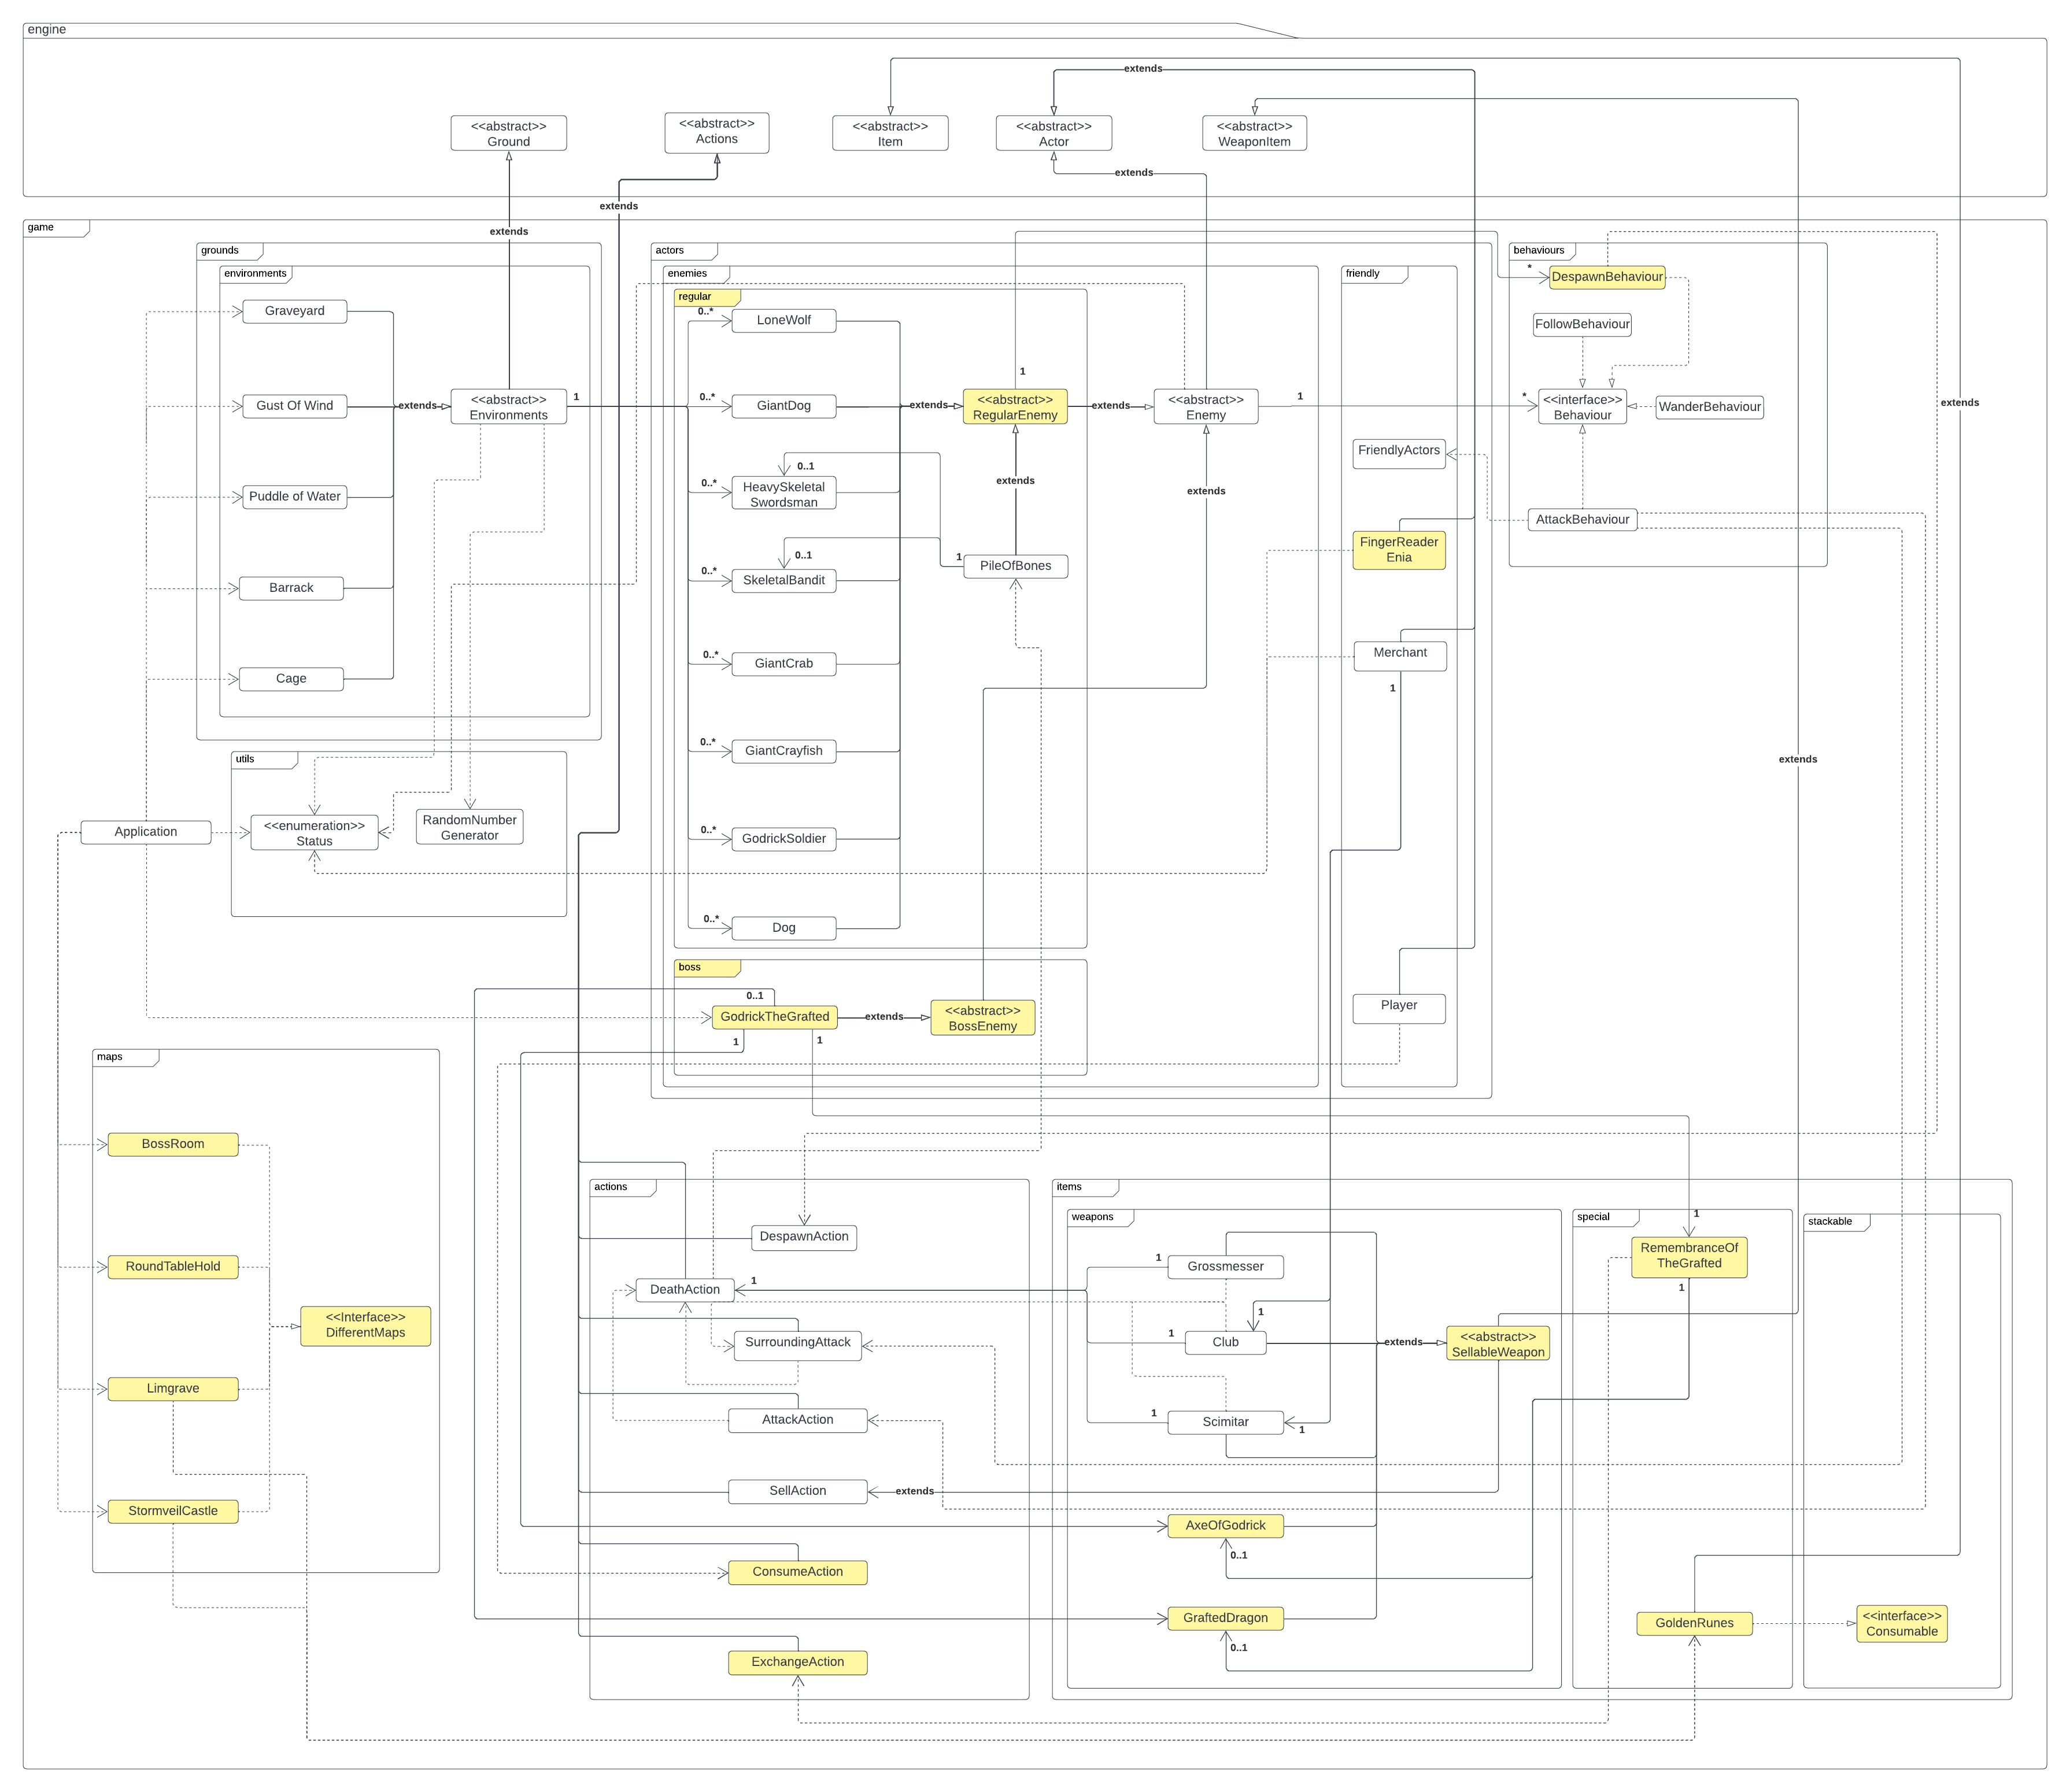 engine
extends
<<abstract>>
Ground
<<abstract>>
Actions
<<abstract>>
Item
<<abstract>>
Actor
<<abstract>>
WeaponItem
extends
extends
extends
game
grounds
environments
Graveyard
Gust Of Wind
Puddle of Water
Barrack
Cage
extends
<<abstract>>
Environments
1
actors
enemies
regular
0..*
LoneWolf
0..*
GiantDog
0..*
HeavySkeletal
Swordsman
0..1
0..*
SkeletalBandit
0..1
0..*
GiantCrab
0..*
GiantCrayfish
0..*
GodrickSoldier
0..*
Dog
extends
1
<<abstract>>
RegularEnemy
extends
extends
1
PileOfBones
<<abstract>>
Enemy
1
extends
friendly
FriendlyActors
FingerReader
Enia
Merchant
1
Player
behaviours
*
DespawnBehaviour
FollowBehaviour
*
<<interface>>
Behaviour
WanderBehaviour
AttackBehaviour
extends
extends
utils
Application
<<enumeration>>
Status
RandomNumber
Generator
boss
0..1
GodrickTheGrafted
1
1
extends
<<abstract>>
BossEnemy
maps
BossRoom
RoundTableHold
<<Interface>>
DifferentMaps
Limgrave
StormveilCastle
actions
DespawnAction
DeathAction
1
SurroundingAttack
AttackAction
SellAction
extends
ConsumeAction
ExchangeAction
items
weapons
1
Grossmesser
1
1
Club
1
Scimitar
1
extends
<<abstract>>
SellableWeapon
AxeOfGodrick
0..1
GraftedDragon
0..1
special
1
RemembranceOf
TheGrafted
1
GoldenRunes
stackable
<<interface>>
Consumable